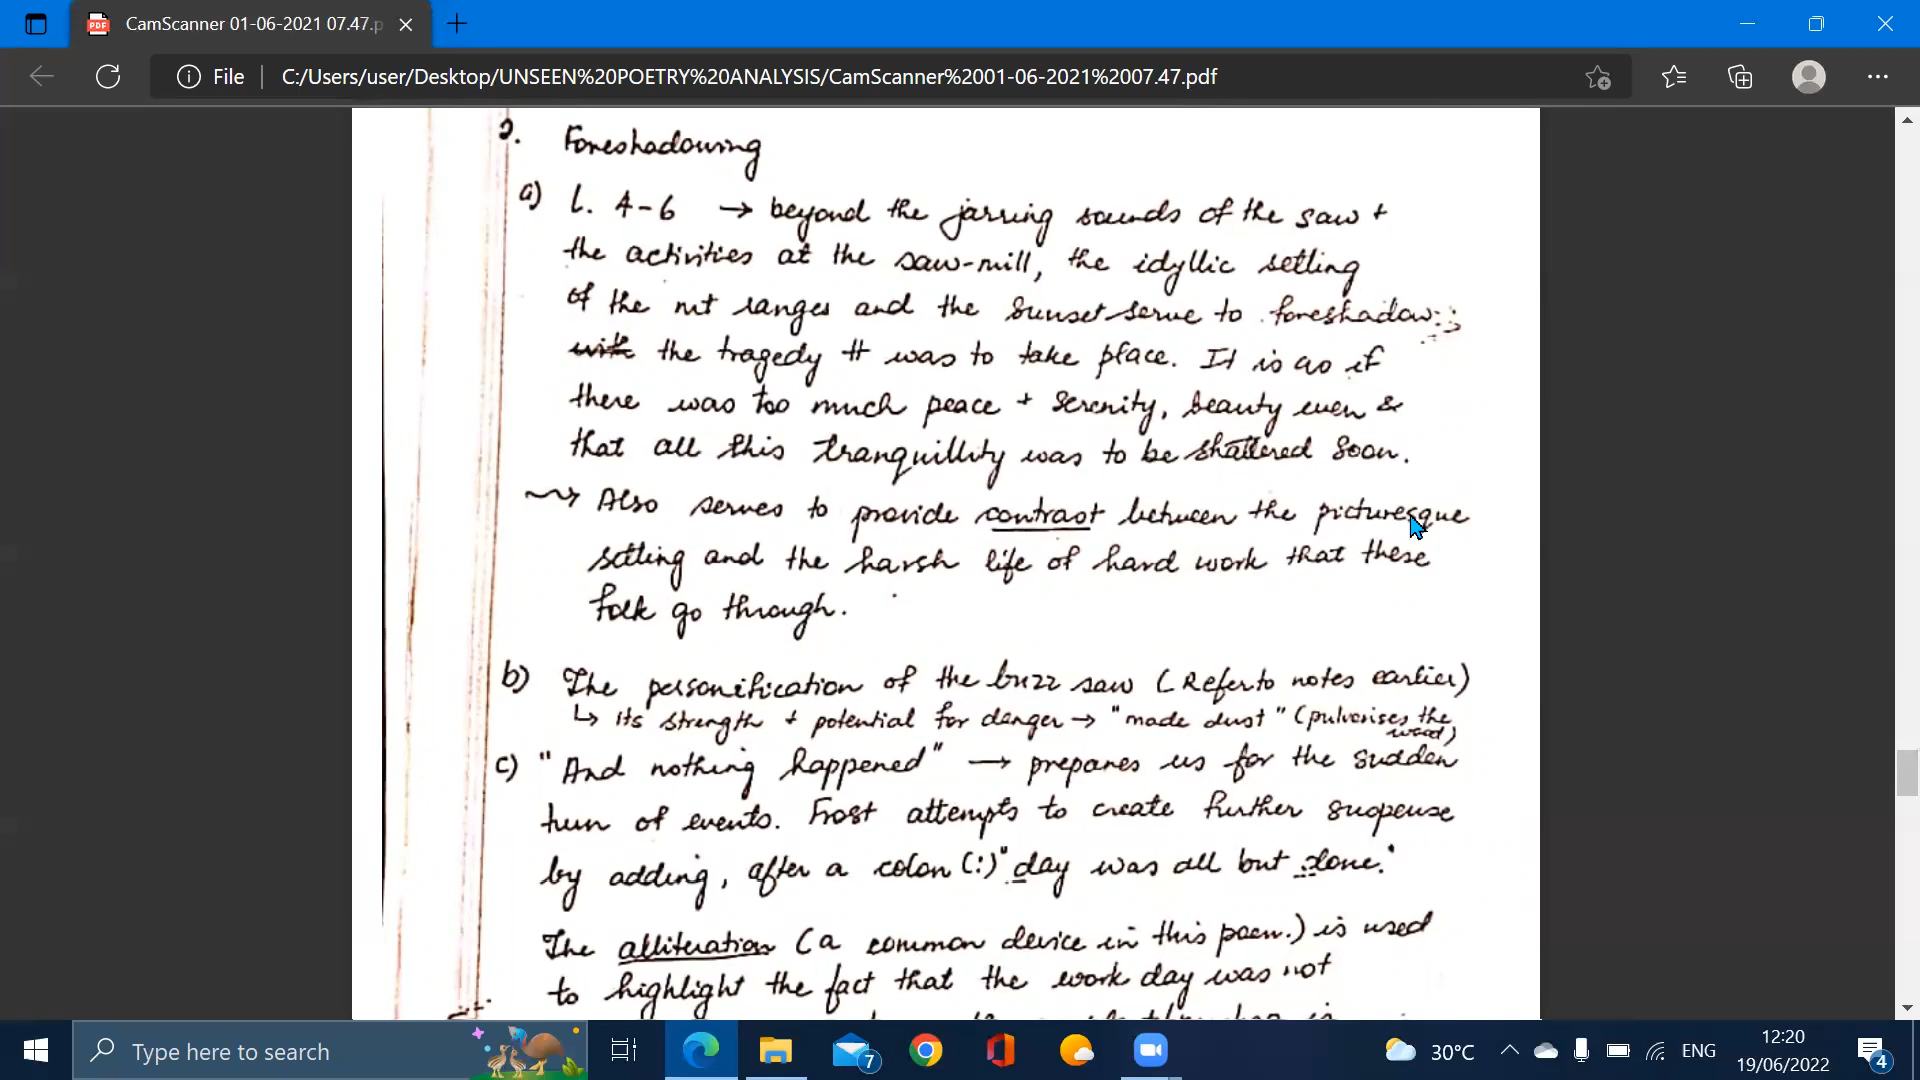 CamScanner 01-06-2021 07.47.p
File
C:/Users/user/Desktop/UNSEEN%20POETRY%20ANALYSIS/CamScanner%2001-06-2021%2007.47.pdf
2. Foreshadowing
a) L. 4-6 → beyond the jarring sounds of the saw +
the activities at the saw-mill, the idyllic setting
of the mt ranges and the sunset serve to foreshadow
with the tragedy tt was to take place. It is as if
there was too much peace + serenity, beauty even &
that all this tranquillity was to be shattered soon.
Also serves to provide contrast between the picturesque
setting and the harsh life of hard work that these
folk go through.
b) The personification of the buzz saw (Refer to notes earlier)
↳ its strength + potential for danger → "made dust" (pulverises the
wood)
c) "And nothing happened" → prepares us for the sudden
turn of events. Frost attempts to create further suspense
by adding, after a colon (:) "day was all but done."
The alliteration (a common device in this poem.) is used
to highlight the fact that the work day was not
Type here to search
7
30°C
ENG
12:20
19/06/2022
4